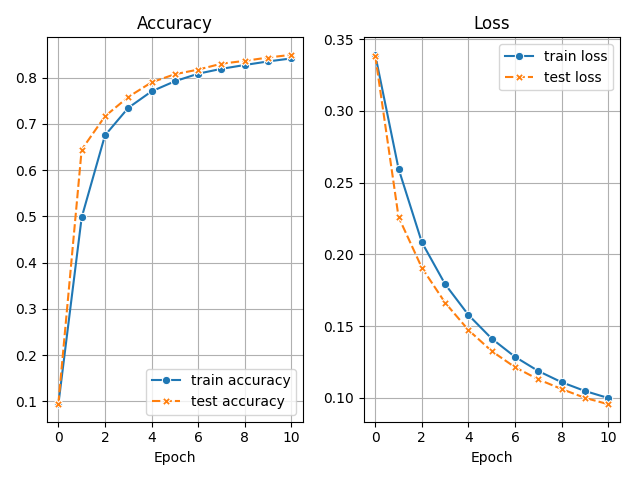 Accuracy
0.8
0.7
0.6
0.5
0.4
0.3
0.2
0.1
0 2 4 6 8 10
Epoch
train accuracy
test accuracy
Loss
0.35
0.30
0.25
0.20
0.15
0.10
0 2 4 6 8 10
Epoch
train loss
test loss